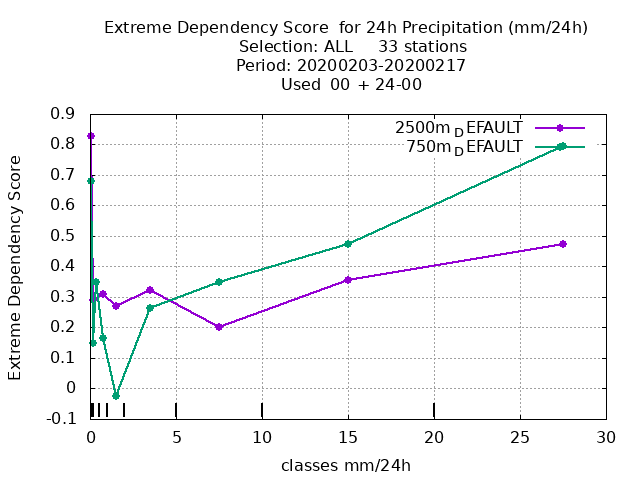 Extreme Dependency Score  for 24h Precipitation (mm/24h)
Selection: ALL     33 stations
Period: 20200203-20200217
Used  00 + 24-00
2500m_DEFAULT
750m_DEFAULT
Extreme Dependency Score
0.9
0.8
0.7
0.6
0.5
0.4
0.3
0.2
0.1
0
-0.1
0 5 10 15 20 25 30
classes mm/24h